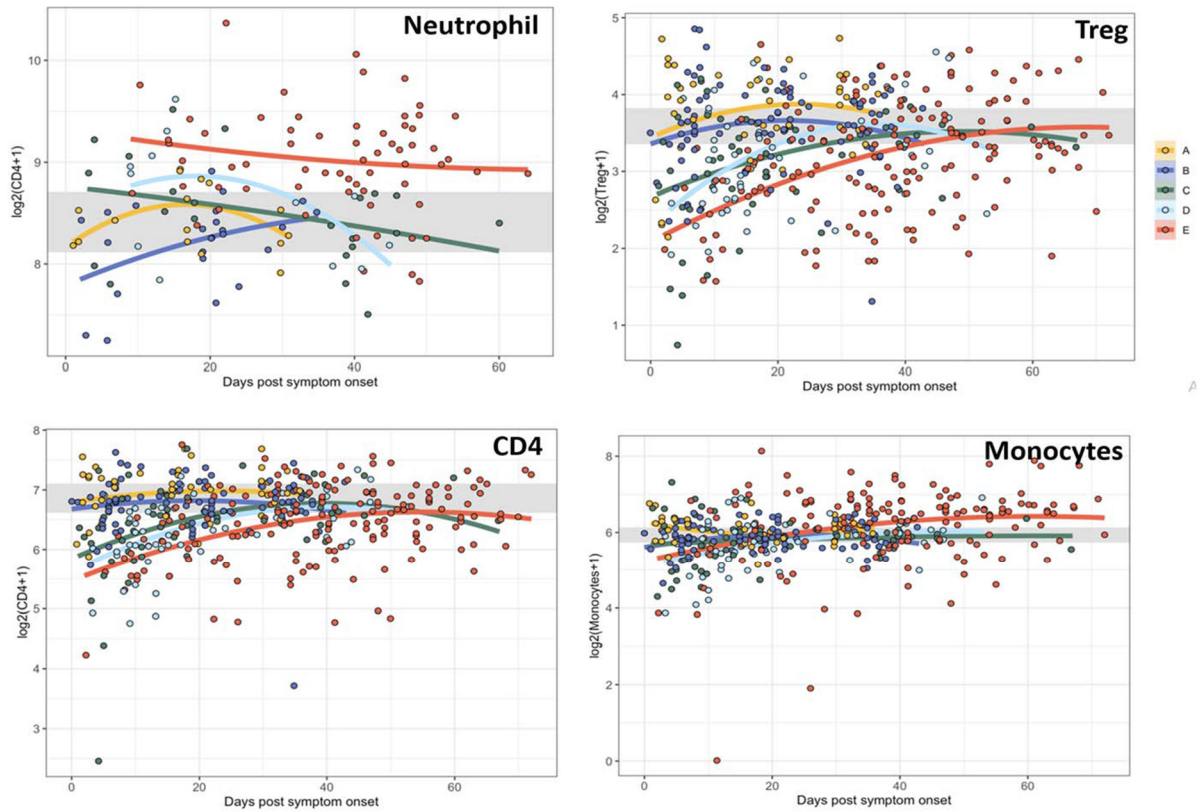 Neutrophil
10
9
8
log2(CD4+1)
0
20
40
60
Days post symptom onset
Treg
5
4
3
2
1
log2(Treg+1)
0
20
40
60
Days post symptom onset
A
B
C
D
E
A
CD4
8
7
6
5
4
3
log2(CD4+1)
0
20
40
60
Days post symptom onset
Monocytes
8
6
4
2
0
log2(Monocytes+1)
0
20
40
60
Days post symptom onset